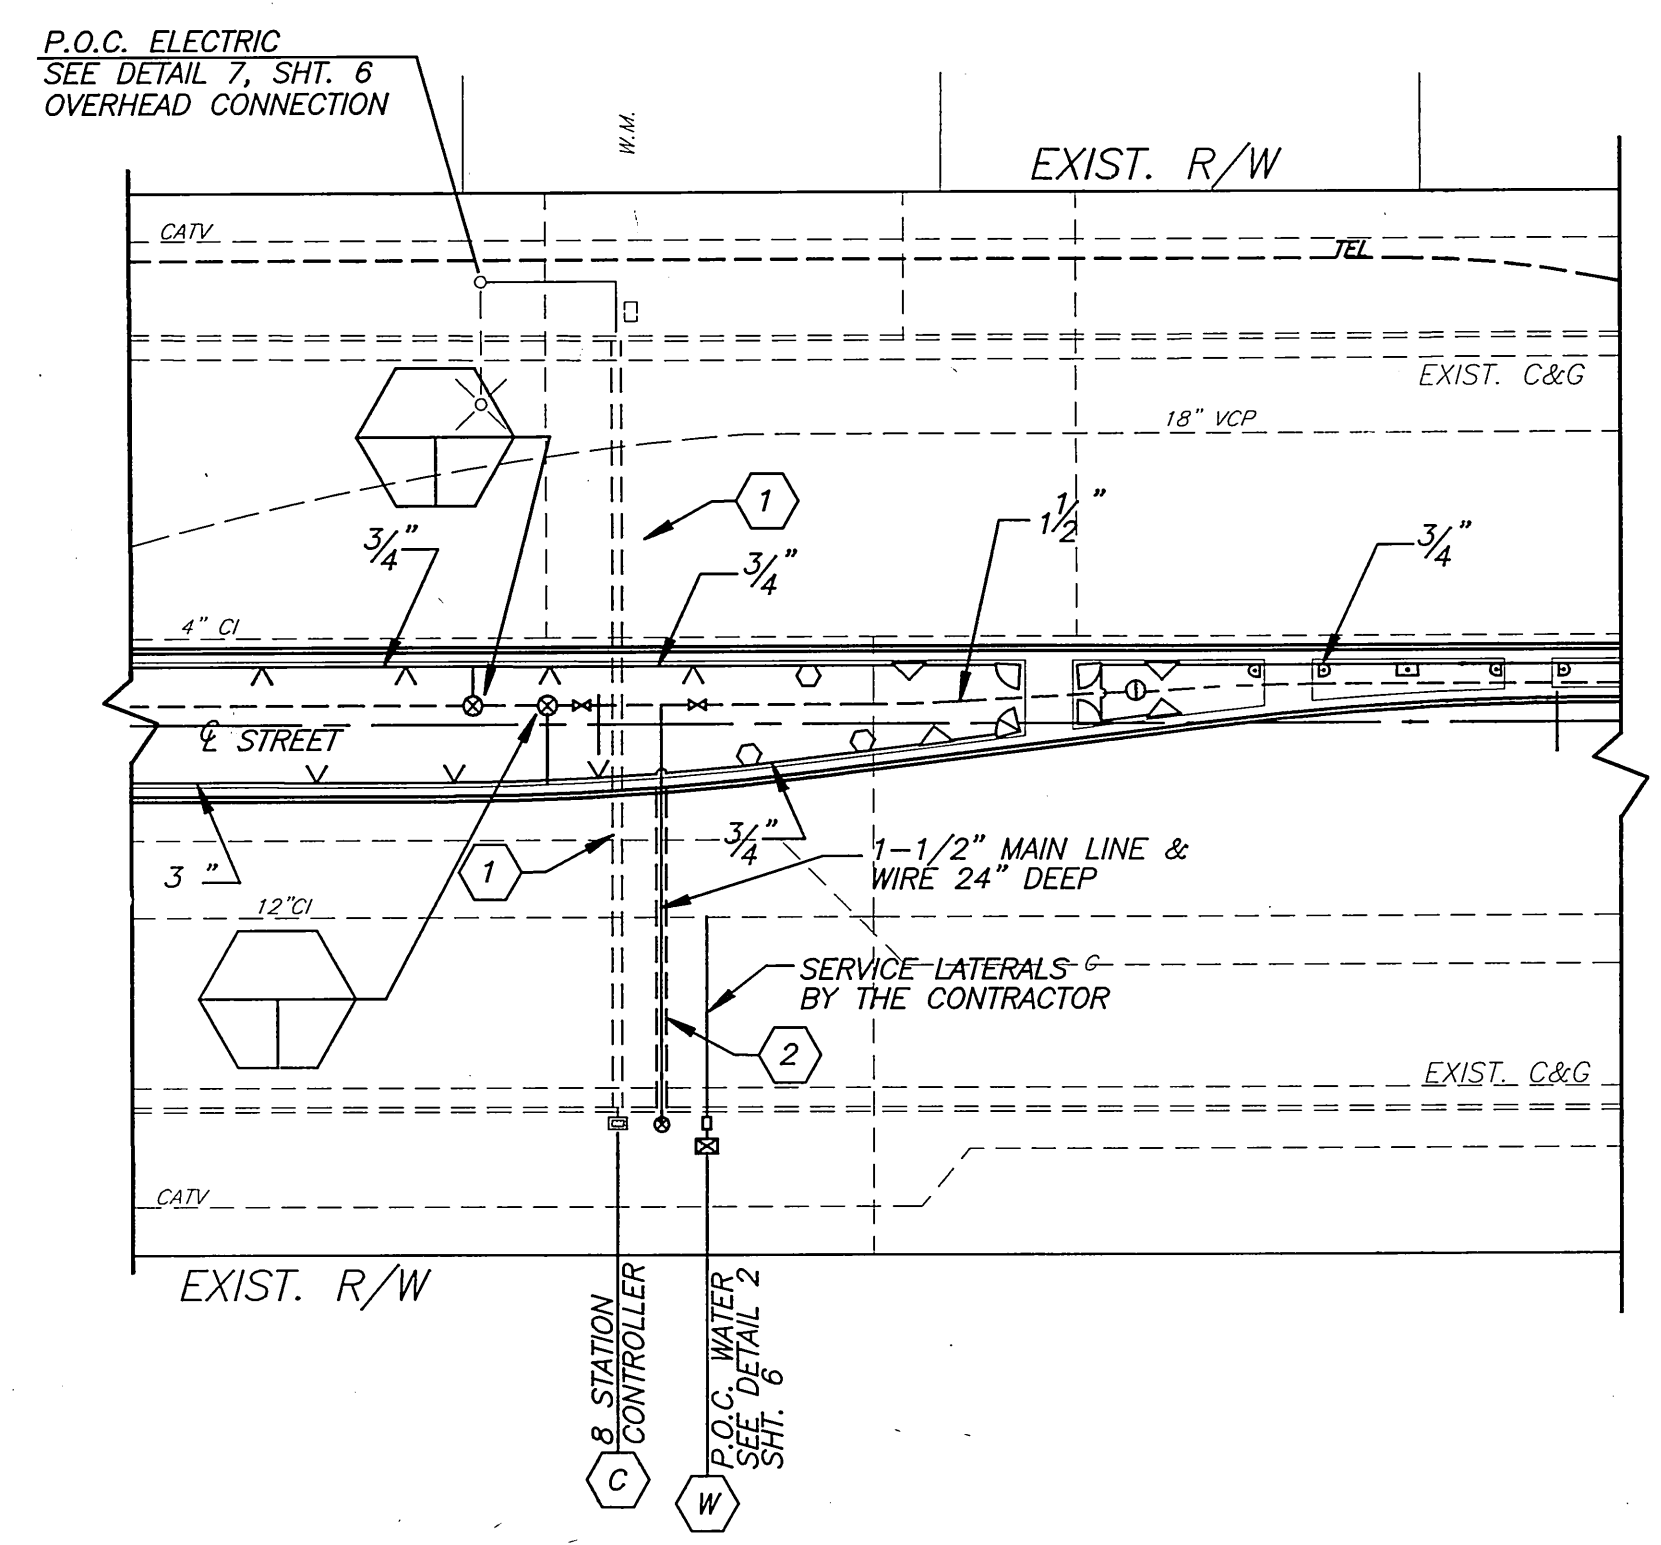 P.O.C. ELECTRIC
SEE DETAIL 7, SHT. 6
OVERHEAD CONNECTION
W.M.
EXIST. R/W
CATV
TEL
EXIST. C&G
18" VCP
1
1 1/2"
3/4"
3/4"
3/4"
4" CI
℄ STREET
3 "
3/4"
1
1-1/2" MAIN LINE &
WIRE 24" DEEP
12"CI
SERVICE LATERALS
G
BY THE CONTRACTOR
2
EXIST. C&G
CATV
EXIST. R/W
8 STATION
CONTROLLER
P.O.C. WATER
SEE DETAIL 2
SHT. 6
C
W